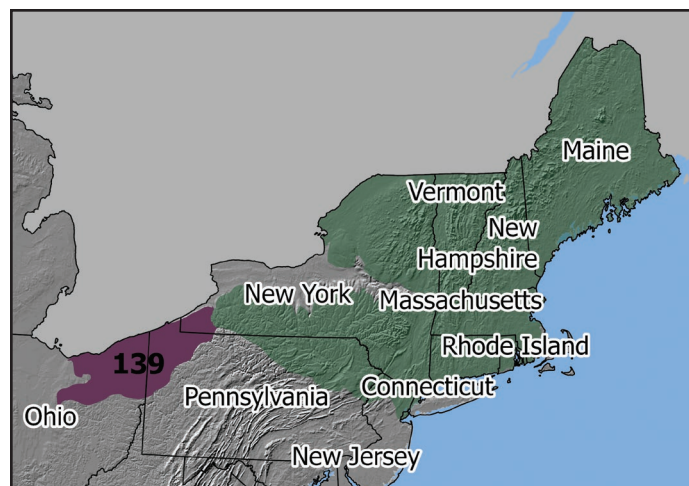 Maine
Vermont
New
Hampshire
New York
Massachusetts
Rhode Island
139
Connecticut
Pennsylvania
Ohio
New Jersey